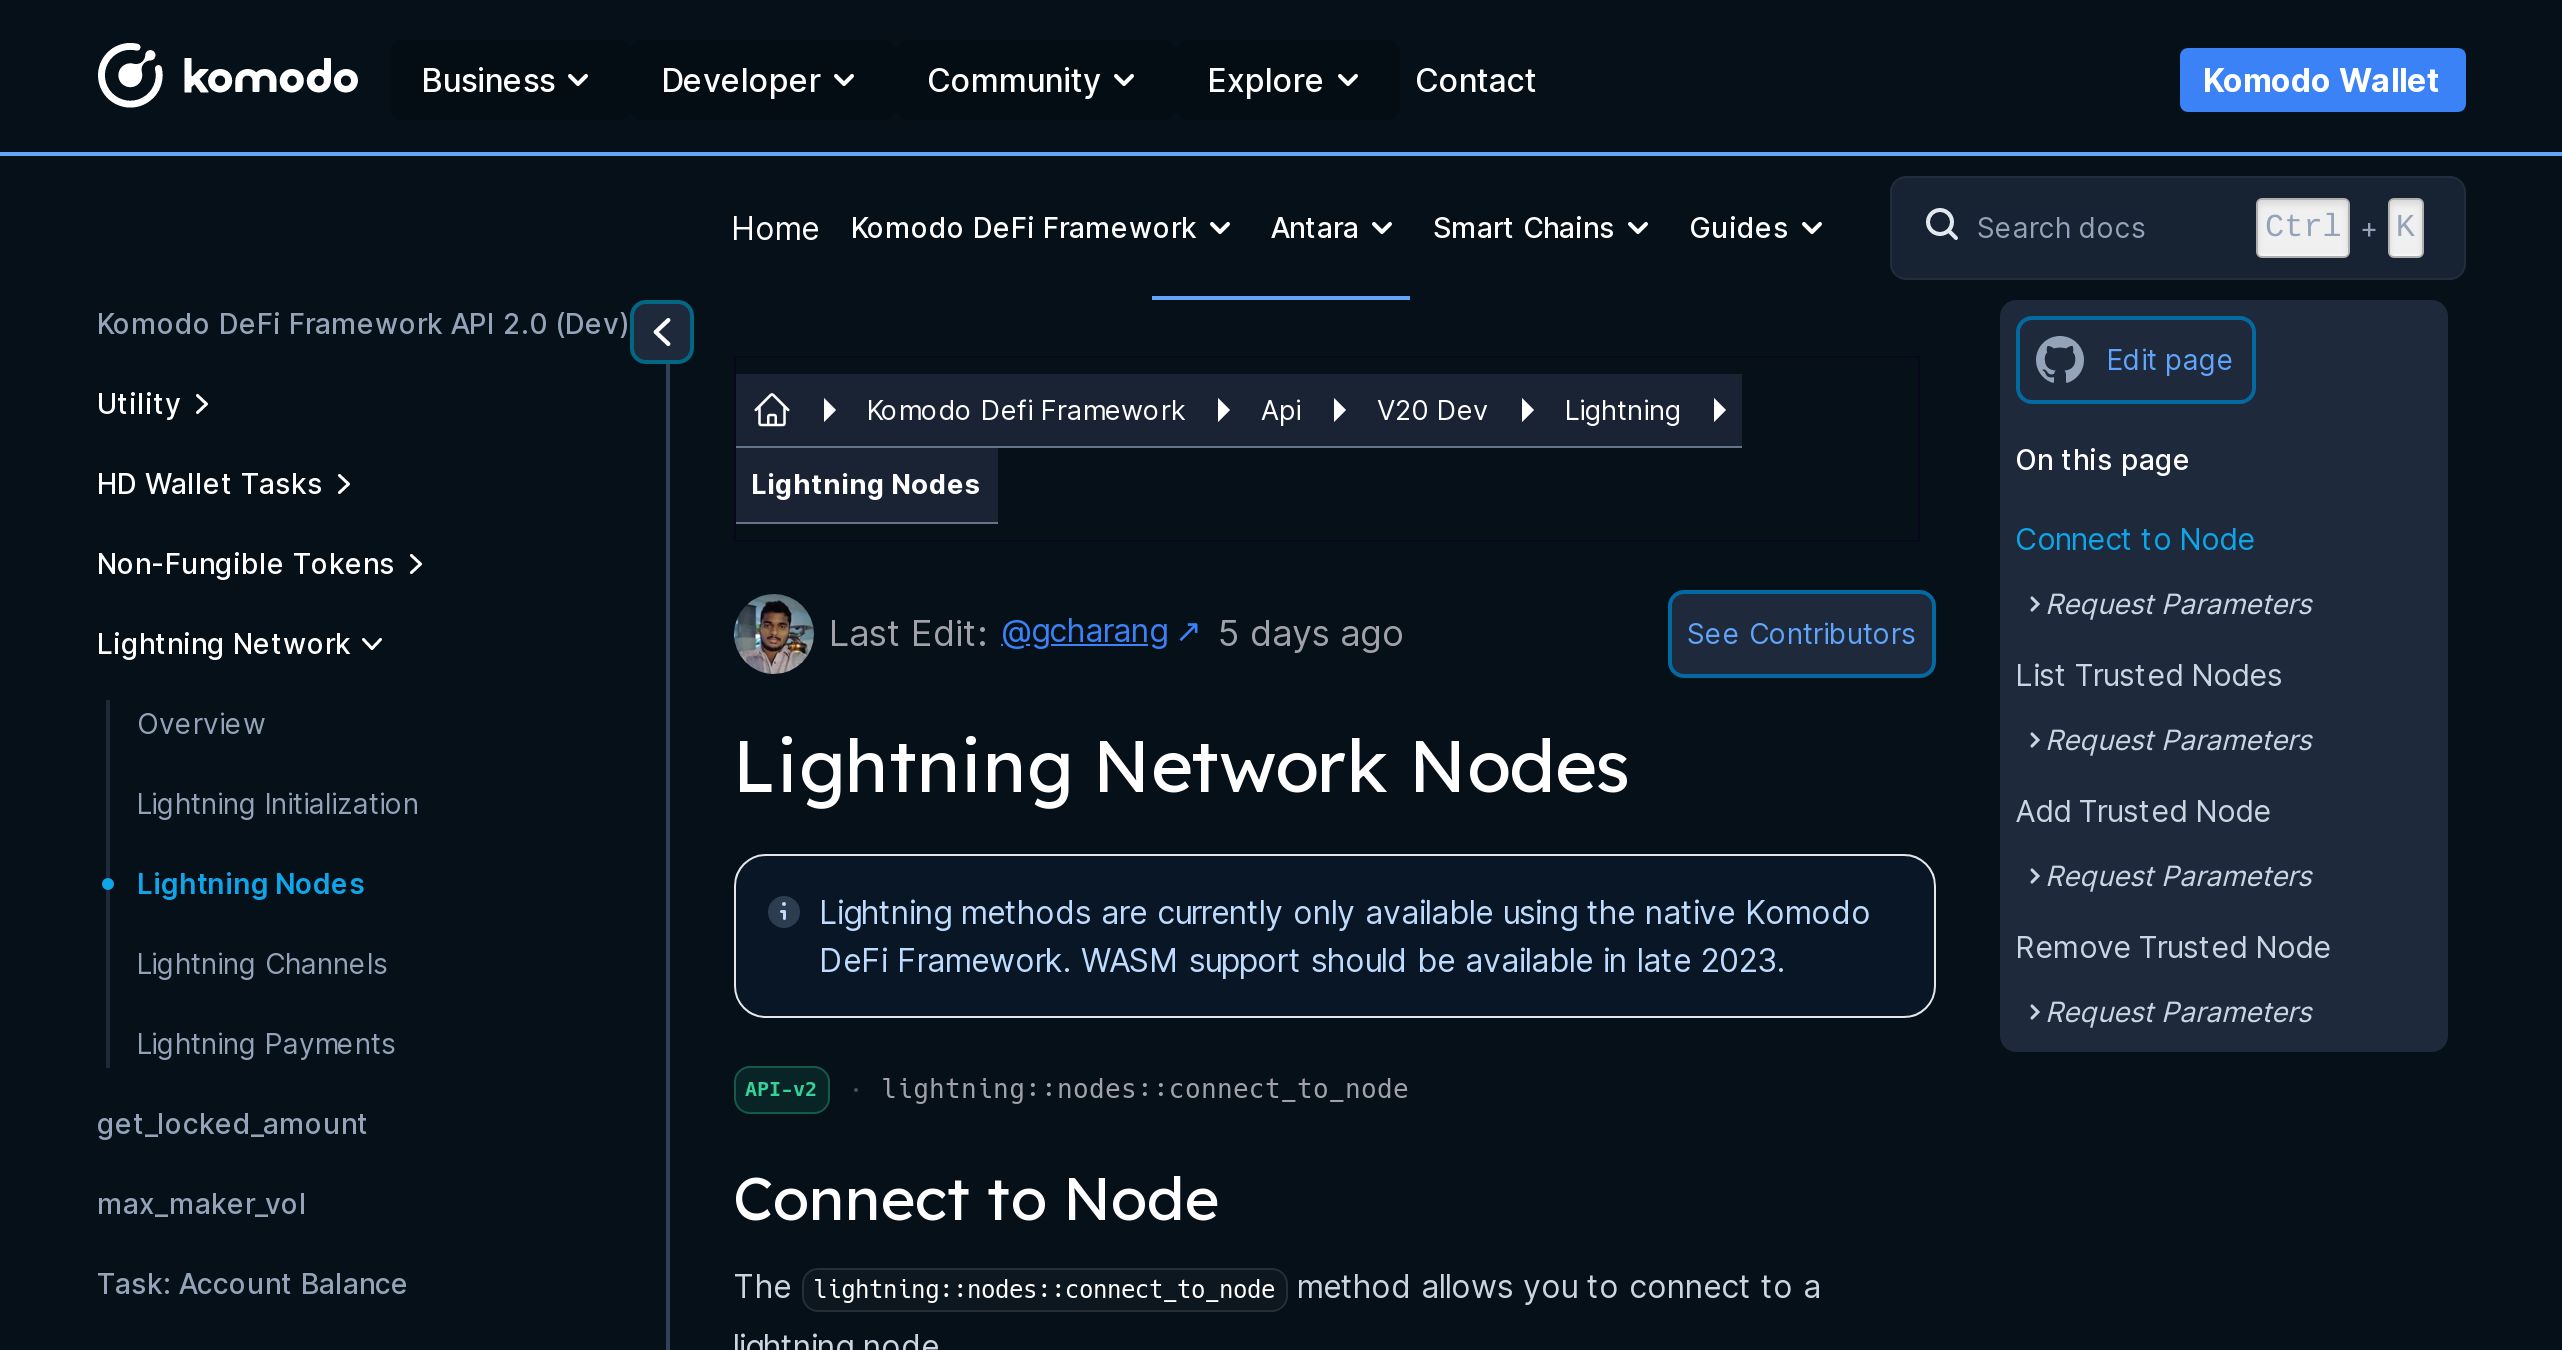 komodo Business Developer Community Explore Contact Komodo Wallet
Home Komodo DeFi Framework Antara Smart Chains Guides Search docs Ctrl + K
Komodo DeFi Framework API 2.0 (Dev)
Utility
HD Wallet Tasks
Non-Fungible Tokens
Lightning Network
Overview
Lightning Initialization
Lightning Nodes
Lightning Channels
Lightning Payments
get_locked_amount
max_maker_vol
Task: Account Balance
Komodo Defi Framework Api V20 Dev Lightning
Lightning Nodes
Last Edit: @gcharang ↗ 5 days ago See Contributors
Lightning Network Nodes
Lightning methods are currently only available using the native Komodo
DeFi Framework. WASM support should be available in late 2023.
API-v2 · lightning::nodes::connect_to_node
Connect to Node
The lightning::nodes::connect_to_node method allows you to connect to a
lightning node
Edit page
On this page
Connect to Node
Request Parameters
List Trusted Nodes
Request Parameters
Add Trusted Node
Request Parameters
Remove Trusted Node
Request Parameters